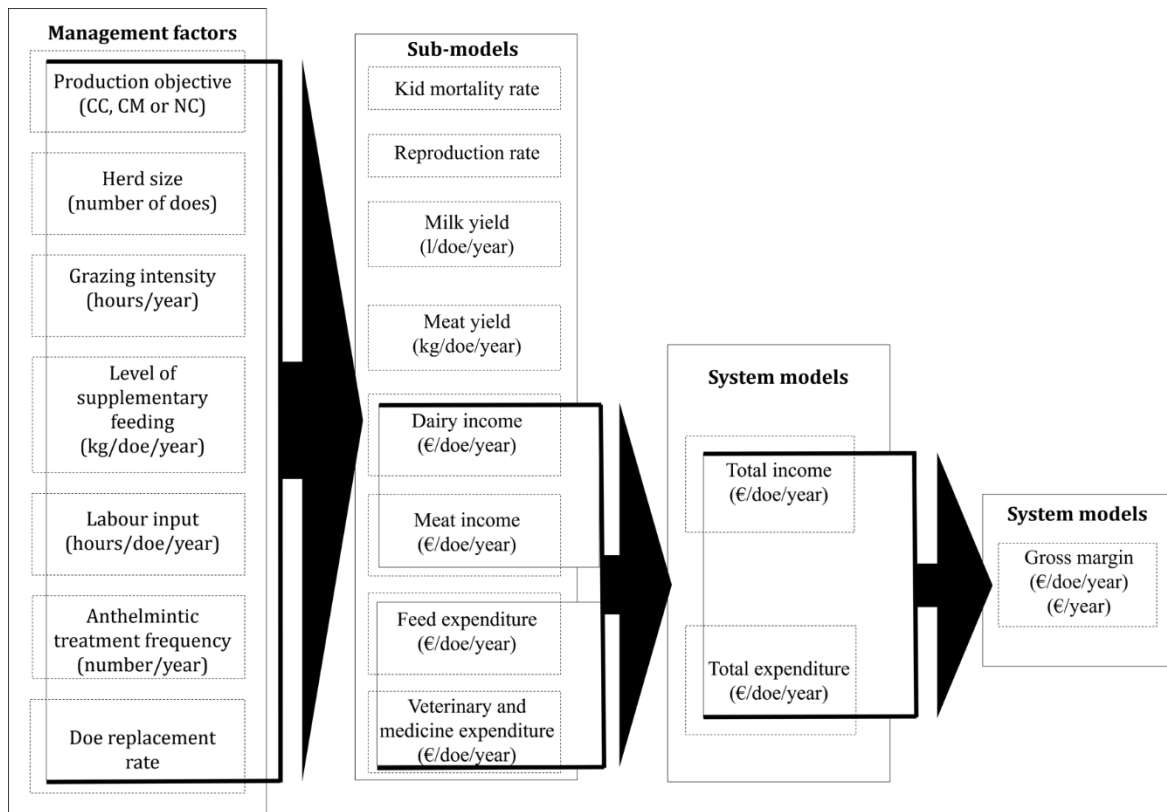 Management factors
Production objective
(CC, CM or NC)
Herd size
(number of does)
Grazing intensity
(hours/year)
Level of
supplementary
feeding
(kg/doe/year)
Labour input
(hours/doe/year)
Anthelmintic
treatment frequency
(number/year)
Doe replacement
rate
Sub-models
Kid mortality rate
Reproduction rate
Milk yield
(l/doe/year)
Meat yield
(kg/doe/year)
Dairy income
(€/doe/year)
Meat income
(€/doe/year)
Feed expenditure
(€/doe/year)
Veterinary and
medicine expenditure
(€/doe/year)
System models
Total income
(€/doe/year)
Total expenditure
(€/doe/year)
System models
Gross margin
(€/doe/year)
(€/year)